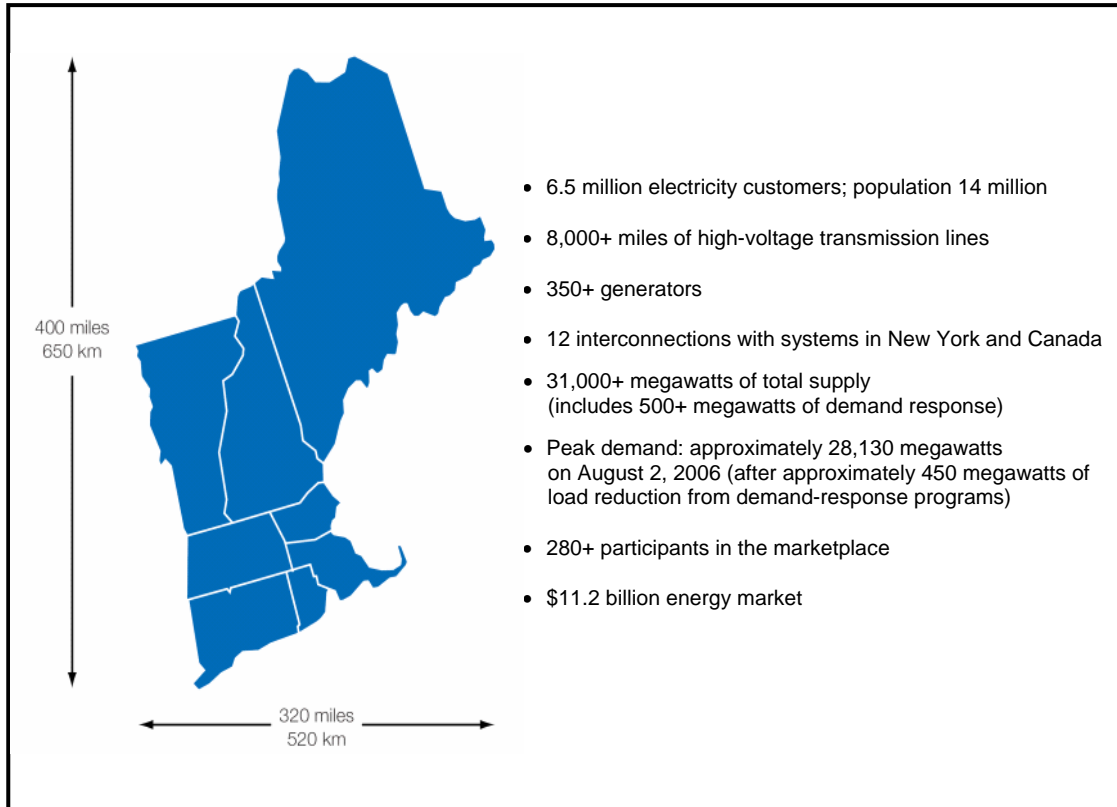 400 miles
650 km
• 6.5 million electricity customers; population 14 million
• 8,000+ miles of high-voltage transmission lines
• 350+ generators
• 12 interconnections with systems in New York and Canada
• 31,000+ megawatts of total supply
(includes 500+ megawatts of demand response)
• Peak demand: approximately 28,130 megawatts
on August 2, 2006 (after approximately 450 megawatts of
load reduction from demand-response programs)
• 280+ participants in the marketplace
• $11.2 billion energy market
320 miles
520 km